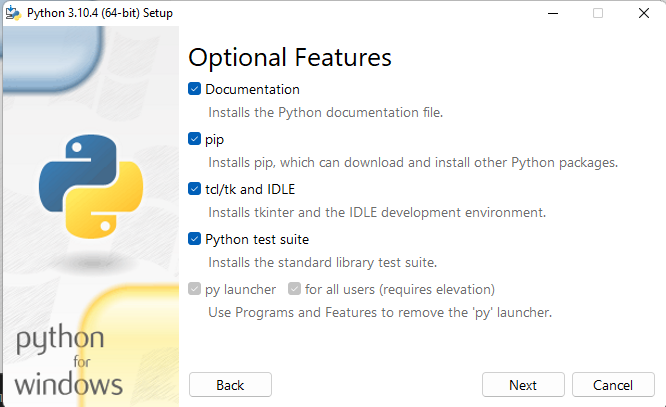 Python 3.10.4 (64-bit) Setup
Optional Features
Documentation
Installs the Python documentation file.
pip
Installs pip, which can download and install other Python packages.
tcl/tk and IDLE
Installs tkinter and the IDLE development environment.
Python test suite
Installs the standard library test suite.
py launcher for all users (requires elevation)
Use Programs and Features to remove the 'py' launcher.
python
for
windows
Back Next Cancel